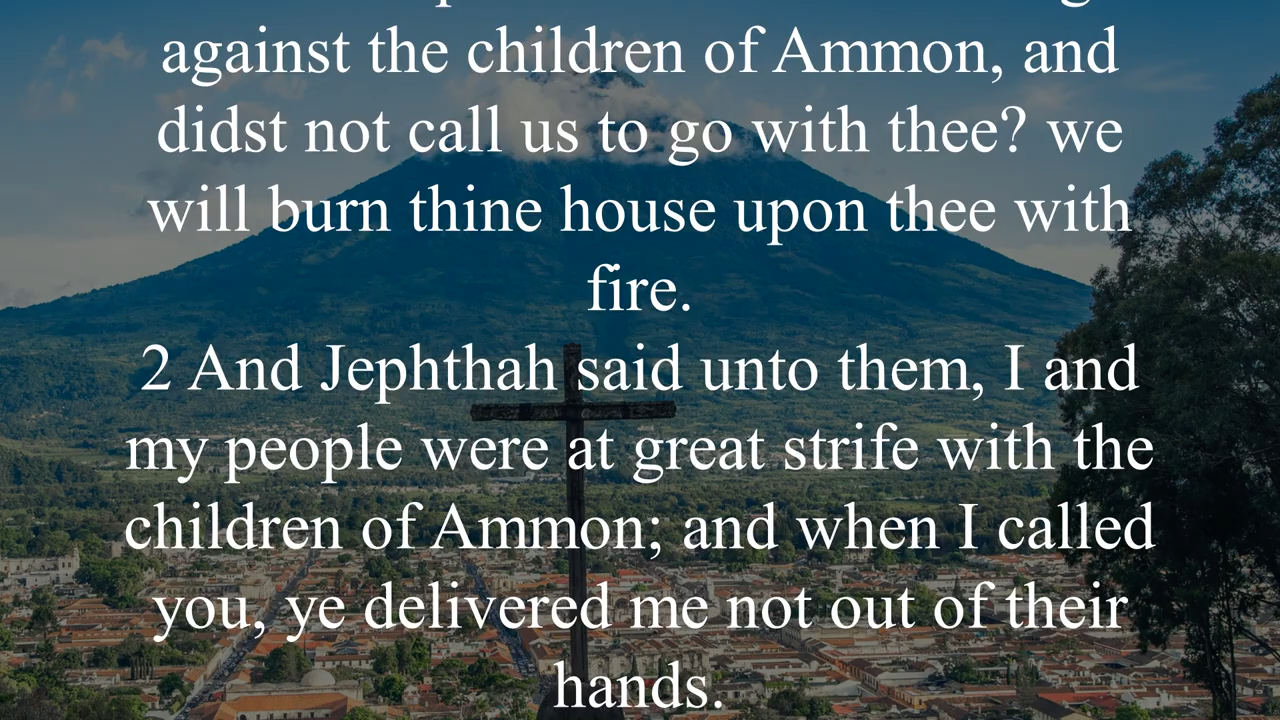 against the children of Ammon, and
didst not call us to go with thee? we
will burn thine house upon thee with
fire.
2 And Jephthah said unto them, I and
my people were at great strife with the
children of Ammon; and when I called
you, ye delivered me not out of their
hands.